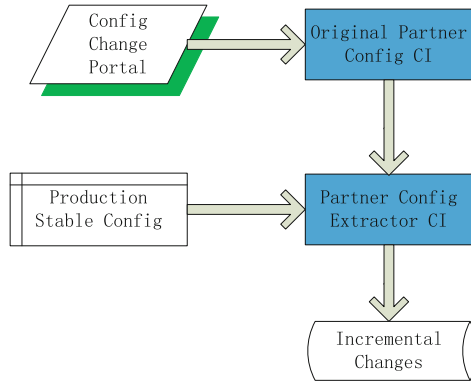 Config
Change
Portal
Original Partner
Config CI
Production
Stable Config
Partner Config
Extractor CI
Incremental
Changes